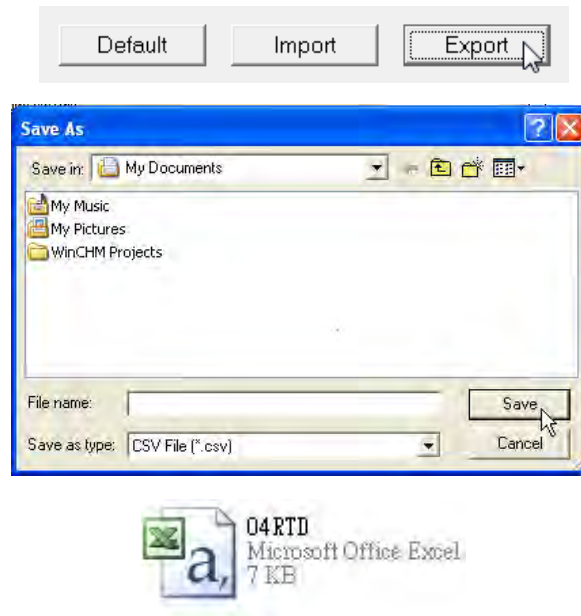 Default Import Export
Save As
Save in: My Documents
My Music
My Pictures
WinCHM Projects
File name: Save
Save as type: CSV File (*.csv) Cancel
a,
04RTD
Microsoft Office Excel
7 KB